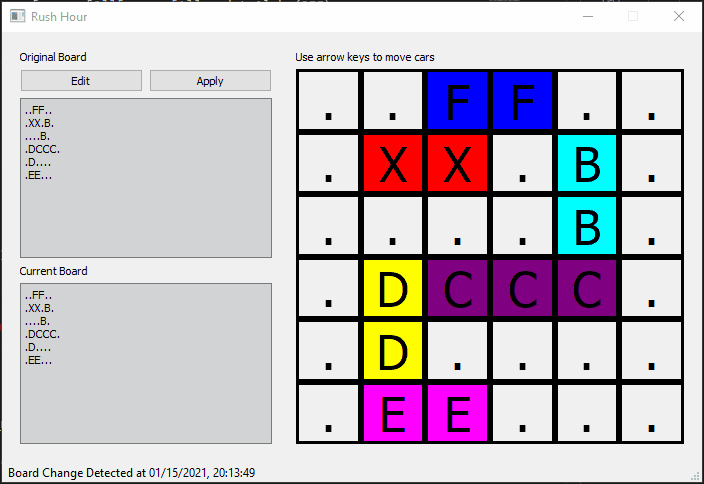 Rush Hour
Original Board
Edit Apply
..FF..
.XX.B.
....B.
.DCCC.
.D....
.EE...
Current Board
..FF..
.XX.B.
....B.
.DCCC.
.D....
.EE...
Use arrow keys to move cars
. . F F . .
. X X . B .
. . . . B .
. D C C C .
. D . . . .
. E E . . .
Board Change Detected at 01/15/2021, 20:13:49